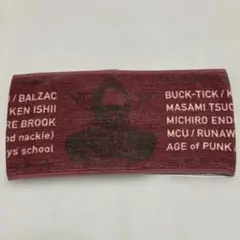 / BALZAC
KEN ISHII
RE BROOK
nd nackie)
ys school
BUCK-TICK /
MASAMI TSUC
MICHIRO END
MCU / RUNAW
AGE of PUNK /